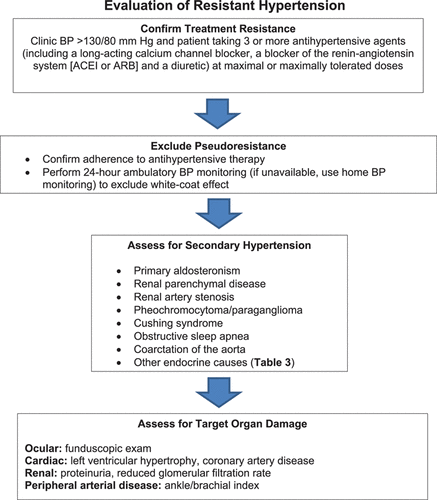 Evaluation of Resistant Hypertension
Confirm Treatment Resistance
Clinic BP >130/80 mm Hg and patient taking 3 or more antihypertensive agents
(including a long-acting calcium channel blocker, a blocker of the renin-angiotensin
system [ACEI or ARB] and a diuretic) at maximal or maximally tolerated doses
Exclude Pseudoresistance
• Confirm adherence to antihypertensive therapy
• Perform 24-hour ambulatory BP monitoring (if unavailable, use home BP
monitoring) to exclude white-coat effect
Assess for Secondary Hypertension
• Primary aldosteronism
• Renal parenchymal disease
• Renal artery stenosis
• Pheochromocytoma/paraganglioma
• Cushing syndrome
• Obstructive sleep apnea
• Coarctation of the aorta
• Other endocrine causes (Table 3)
Assess for Target Organ Damage
Ocular: funduscopic exam
Cardiac: left ventricular hypertrophy, coronary artery disease
Renal: proteinuria, reduced glomerular filtration rate
Peripheral arterial disease: ankle/brachial index